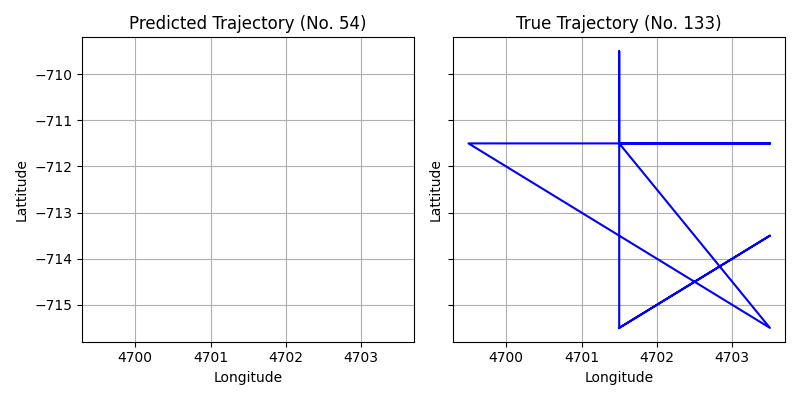 Predicted Trajectory (No. 54)
True Trajectory (No. 133)
−710
−711
−712
−713
−714
−715
Lattitude
Lattitude
4700 4701 4702 4703
4700 4701 4702 4703
Longitude
Longitude